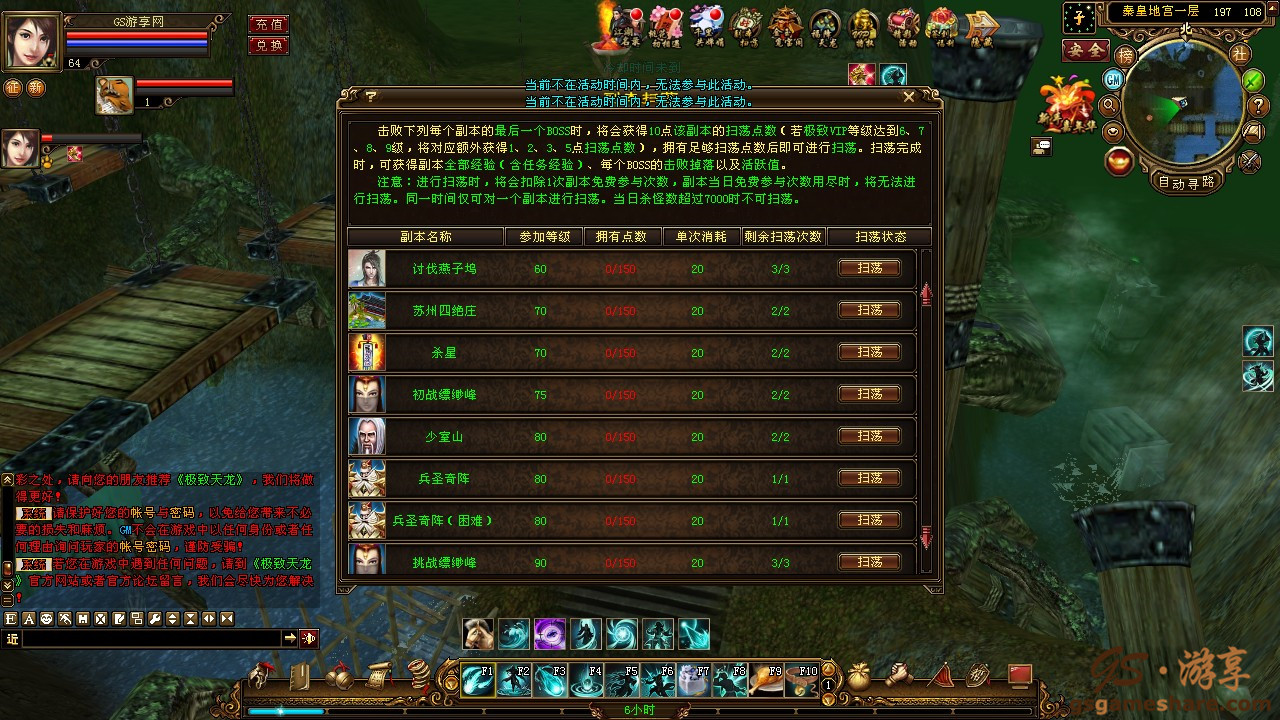 GS游享网
64
充值
兑换
征
新
1
秦皇地宫一层 197 108
北
子
安全
榜
社
GM
自动寻路
当前不在活动时间内，无法参与此活动。
当前不在活动时间内，无法参与此活动。
击败下列每个副本的最后一个BOSS时，将会获得10点该副本的扫荡点数（若极致VIP等级达到6、7
、8、9级，将对应额外获得1、2、3、5点扫荡点数），拥有足够扫荡点数后即可进行扫荡。扫荡完成
时，可获得副本全部经验（含任务经验）、每个BOSS的击败掉落以及活跃值。
注意：进行扫荡时，将会扣除1次副本免费参与次数，副本当日免费参与次数用尽时，将无法进
行扫荡。同一时间仅可对一个副本进行扫荡。当日杀怪数超过7000时不可扫荡。
副本名称 参加等级 拥有点数 单次消耗 剩余扫荡次数 扫荡状态
讨伐燕子坞 60 0/150 20 3/3 扫荡
苏州四绝庄 70 0/150 20 2/2 扫荡
杀星 70 0/150 20 2/2 扫荡
初战缥缈峰 75 0/150 20 2/2 扫荡
少室山 80 0/150 20 2/2 扫荡
兵圣奇阵 80 0/150 20 1/1 扫荡
兵圣奇阵（困难） 80 0/150 20 1/1 扫荡
挑战缥缈峰 90 0/150 20 3/3 扫荡
彩之处，请向您的朋友推荐《极致天龙》，我们将做
得更好！
系统 请保护好您的帐号与密码，以免给您带来不必
要的损失和麻烦。GM不会在游戏中以任何身份或者任
何理由询问玩家的帐号密码，谨防受骗！
系统 若您在游戏中遇到任何问题，请到《极致天龙
》官方网站或者官方论坛留言，我们会尽快为您解决
！
近
F1 F2 F3 F4 F5 F6 F7 F8 F9 F10
1
6小时
GS·游享
gameshare.com